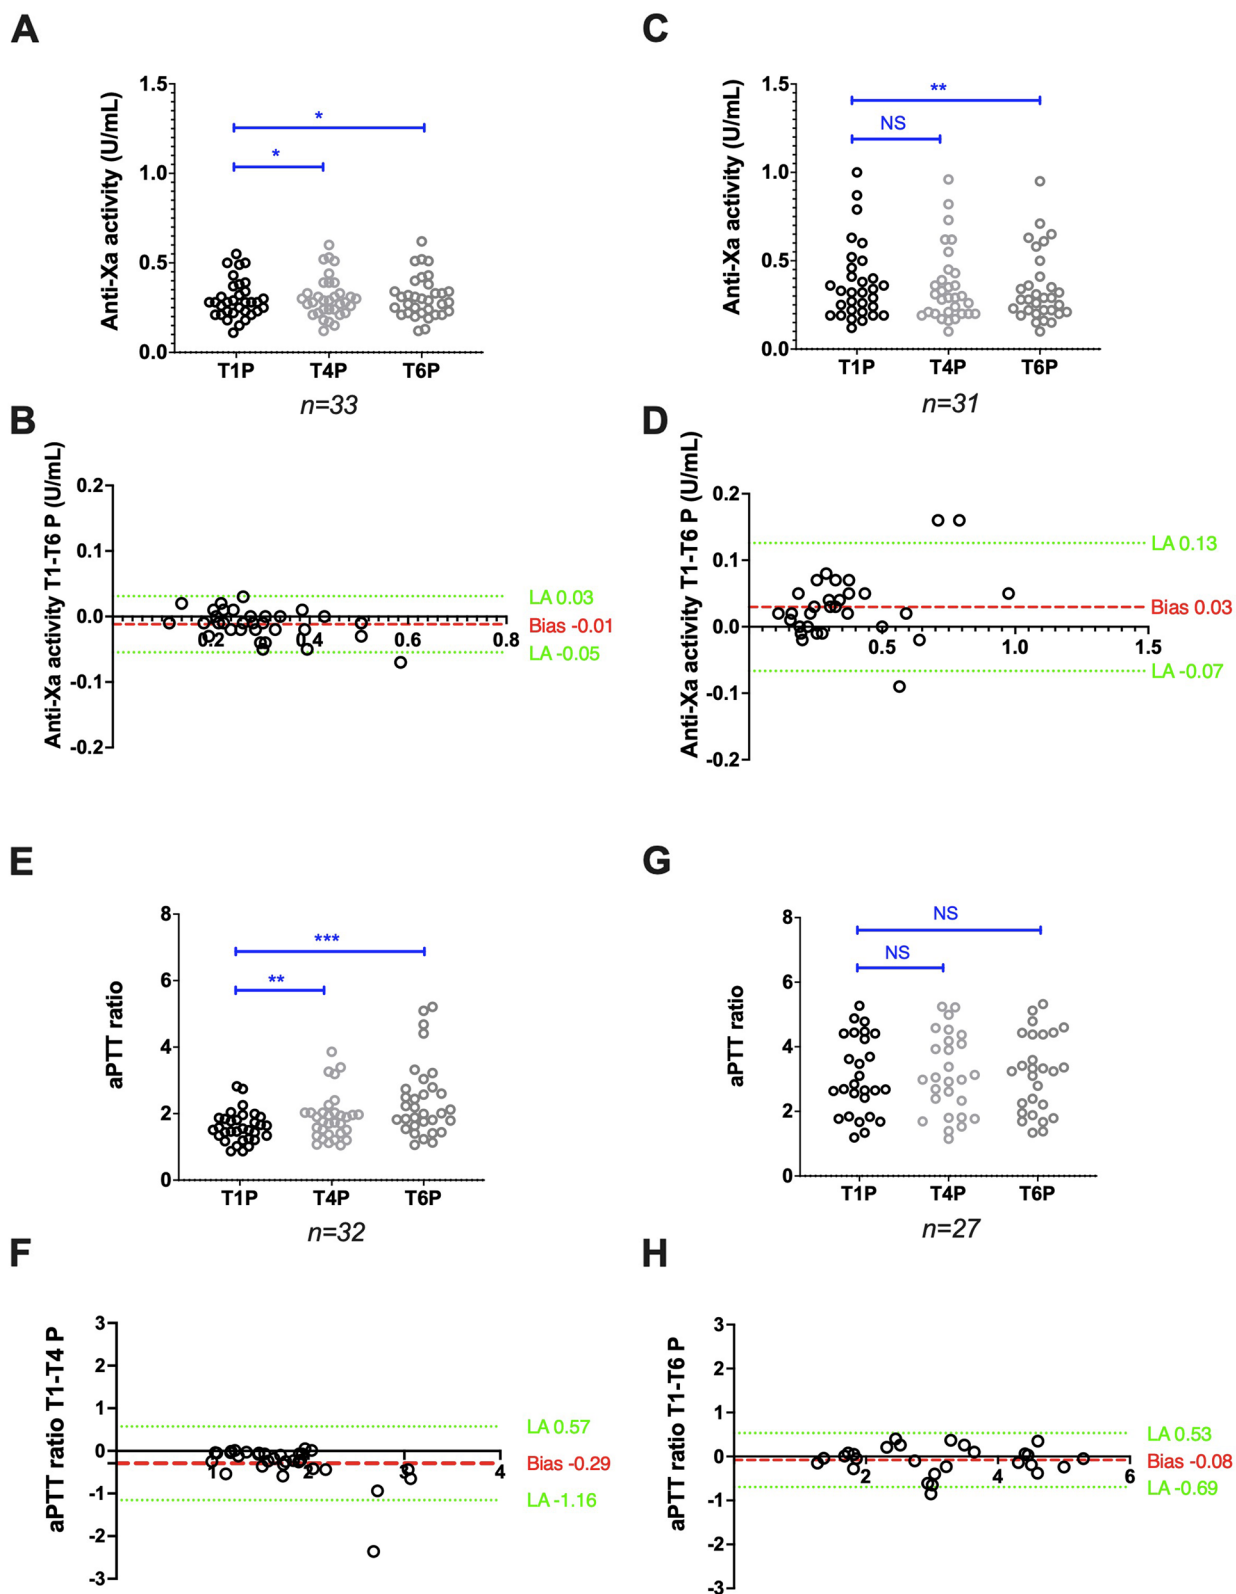 A
Anti-Xa activity (U/mL)
1.5
1.0
0.5
0.0
*
*
T1P T4P T6P
n=33
C
Anti-Xa activity (U/mL)
1.5
1.0
0.5
0.0
**
NS
T1P T4P T6P
n=31
B
Anti-Xa activity T1-T6 P (U/mL)
0.2
0.1
0.0
-0.1
-0.2
0.2 0.4 0.6 0.8
LA 0.03
Bias -0.01
LA -0.05
D
Anti-Xa activity T1-T6 P (U/mL)
0.2
0.1
0.0
-0.1
-0.2
0.5 1.0 1.5
LA 0.13
Bias 0.03
LA -0.07
E
aPTT ratio
8
6
4
2
0
***
**
T1P T4P T6P
n=32
G
aPTT ratio
8
6
4
2
0
NS
NS
T1P T4P T6P
n=27
F
aPTT ratio T1-T4 P
3
2
1
0
-1
-2
-3
1 2 3 4
LA 0.57
Bias -0.29
LA -1.16
H
aPTT ratio T1-T6 P
3
2
1
0
-1
-2
-3
2 4 6
LA 0.53
Bias -0.08
LA -0.69